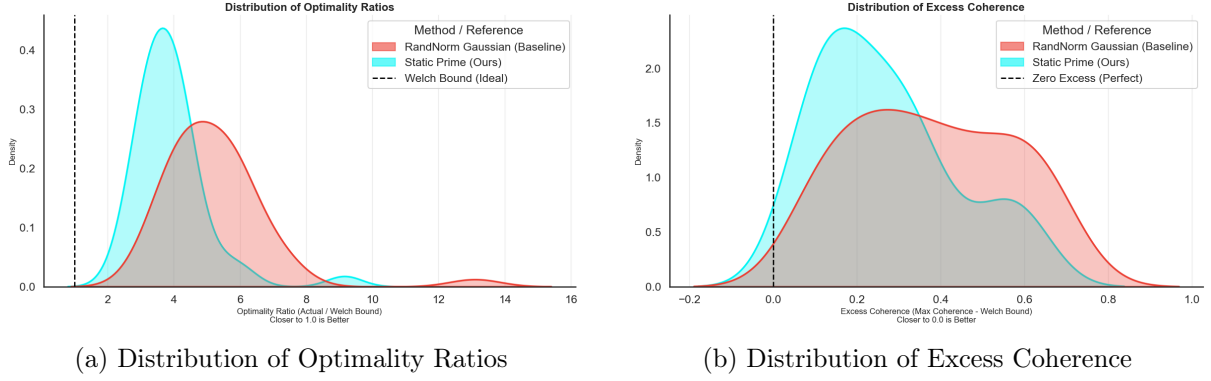 Distribution of Optimality Ratios
Method / Reference
RandNorm Gaussian (Baseline)
Static Prime (Ours)
Welch Bound (Ideal)
Density
0.4
0.3
0.2
0.1
0.0
2 4 6 8 10 12 14 16
Optimality Ratio (Actual / Welch Bound)
Closer to 1.0 is Better
(a) Distribution of Optimality Ratios
Distribution of Excess Coherence
Method / Reference
RandNorm Gaussian (Baseline)
Static Prime (Ours)
Zero Excess (Perfect)
Density
2.0
1.5
1.0
0.5
0.0
−0.2 0.0 0.2 0.4 0.6 0.8 1.0
Excess Coherence (Max Coherence - Welch Bound)
Closer to 0.0 is Better
(b) Distribution of Excess Coherence